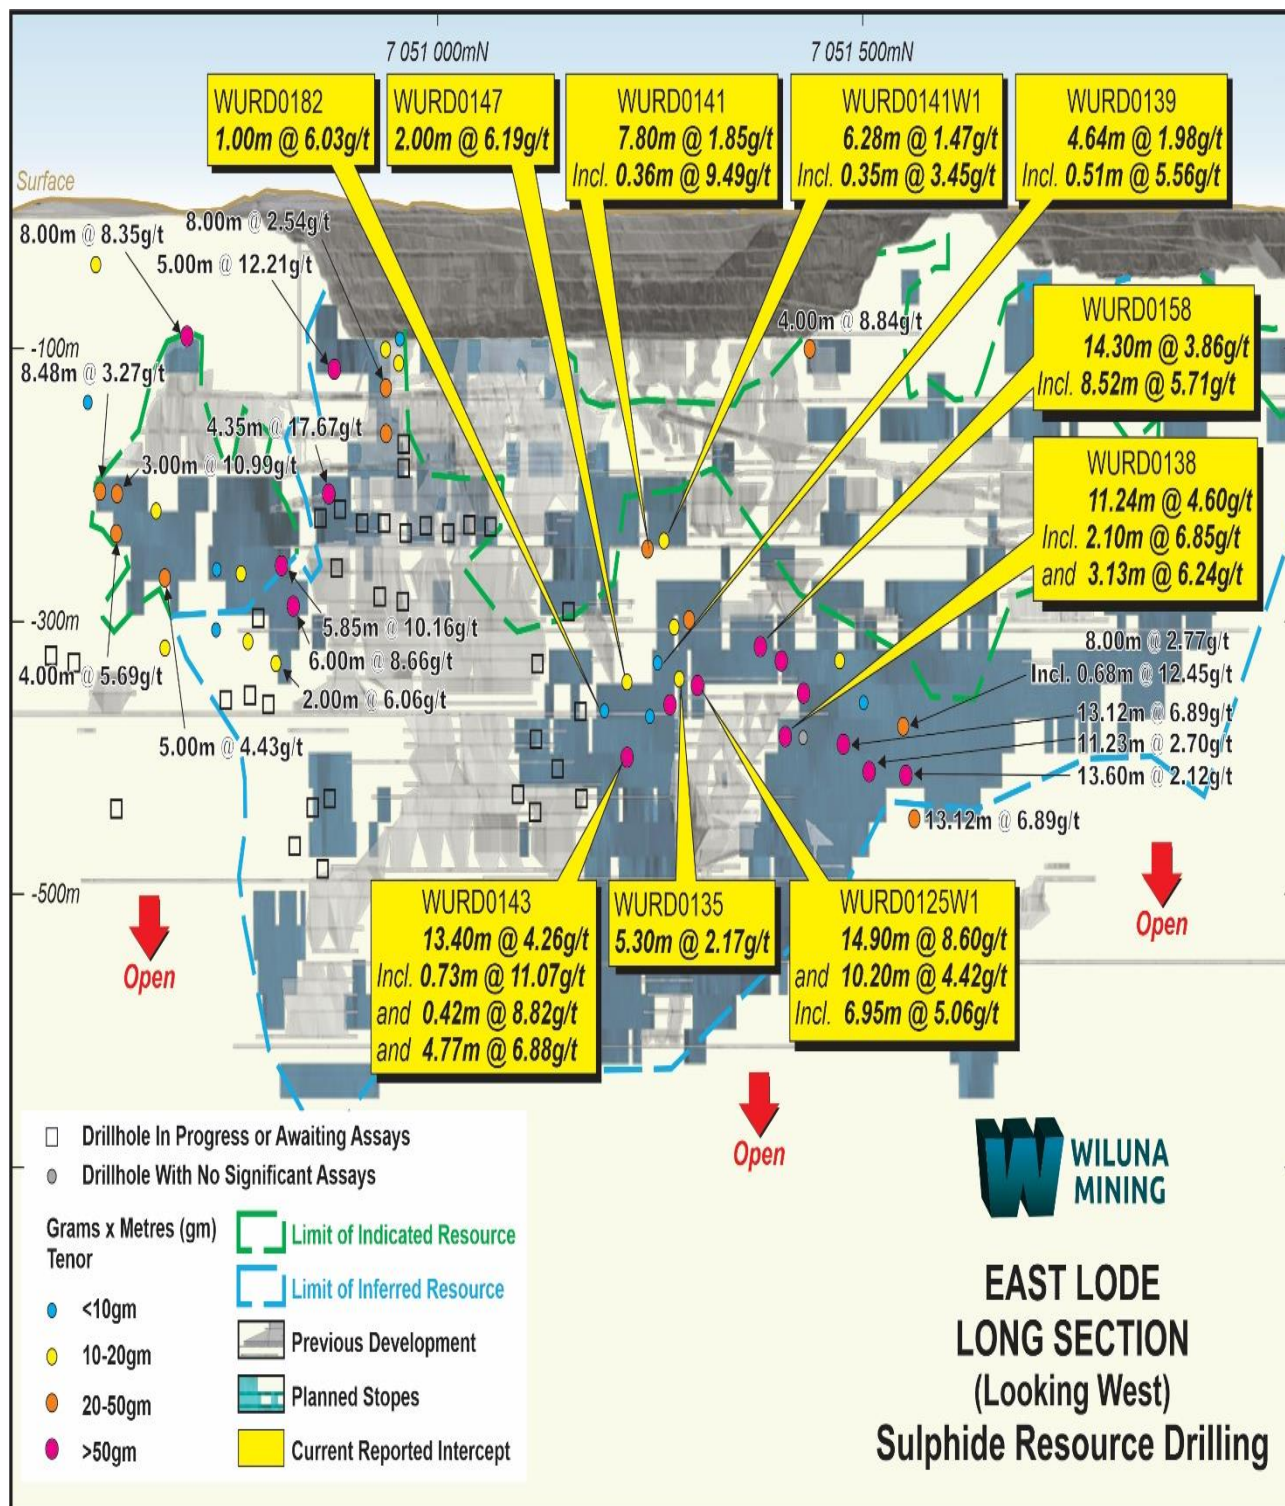 7 051 000mN
7 051 500mN
WURD0182
1.00m @ 6.03g/t
WURD0147
2.00m @ 6.19g/t
WURD0141
7.80m @ 1.85g/t
Incl. 0.36m @ 9.49g/t
WURD0141W1
6.28m @ 1.47g/t
Incl. 0.35m @ 3.45g/t
WURD0139
4.64m @ 1.98g/t
Incl. 0.51m @ 5.56g/t
Surface
8.00m @ 8.35g/t
8.00m @ 2.54g/t
5.00m @ 12.21g/t
4.00m @ 8.84g/t
WURD0158
14.30m @ 3.86g/t
Incl. 8.52m @ 5.71g/t
-100m
8.48m @ 3.27g/t
4.35m @ 17.67g/t
3.00m @ 10.99g/t
WURD0138
11.24m @ 4.60g/t
Incl. 2.10m @ 6.85g/t
and 3.13m @ 6.24g/t
-300m
5.85m @ 10.16g/t
6.00m @ 8.66g/t
4.00m @ 5.69g/t
2.00m @ 6.06g/t
5.00m @ 4.43g/t
8.00m @ 2.77g/t
Incl. 0.68m @ 12.45g/t
13.12m @ 6.89g/t
11.23m @ 2.70g/t
13.60m @ 2.12g/t
13.12m @ 6.89g/t
-500m
WURD0143
13.40m @ 4.26g/t
Incl. 0.73m @ 11.07g/t
and 0.42m @ 8.82g/t
and 4.77m @ 6.88g/t
WURD0135
5.30m @ 2.17g/t
WURD0125W1
14.90m @ 8.60g/t
and 10.20m @ 4.42g/t
Incl. 6.95m @ 5.06g/t
Open
Open
Open
Drillhole In Progress or Awaiting Assays
Drillhole With No Significant Assays
Grams x Metres (gm)
Tenor
<10gm
10-20gm
20-50gm
>50gm
Limit of Indicated Resource
Limit of Inferred Resource
Previous Development
Planned Stopes
Current Reported Intercept
WILUNA
MINING
EAST LODE
LONG SECTION
(Looking West)
Sulphide Resource Drilling